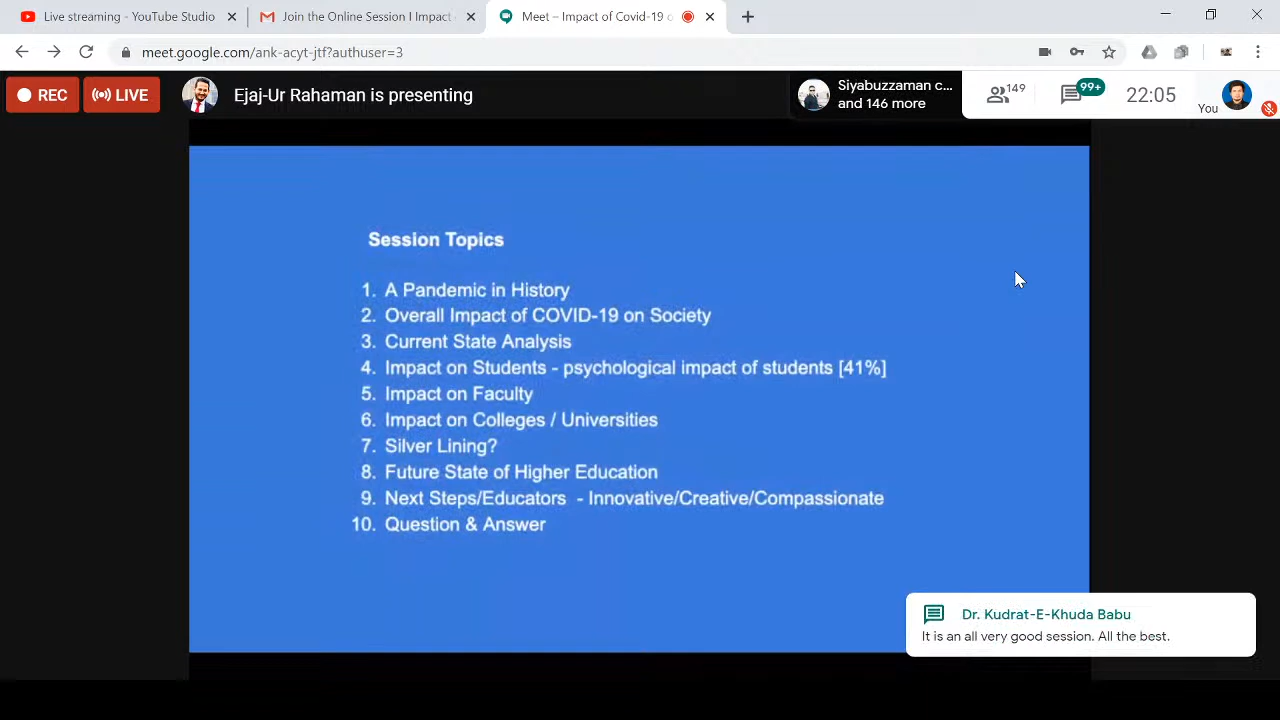 Live streaming - YouTube Studio
Join the Online Session I Impact
Meet – Impact of Covid-19 o
meet.google.com/ank-acyt-jtf?authuser=3
REC
LIVE
Ejaj-Ur Rahaman is presenting
Siyabuzzaman c...
and 146 more
149
99+
22:05
You
Session Topics
1. A Pandemic in History
2. Overall Impact of COVID-19 on Society
3. Current State Analysis
4. Impact on Students - psychological impact of students [41%]
5. Impact on Faculty
6. Impact on Colleges / Universities
7. Silver Lining?
8. Future State of Higher Education
9. Next Steps/Educators - Innovative/Creative/Compassionate
10. Question & Answer
Dr. Kudrat-E-Khuda Babu
It is an all very good session. All the best.